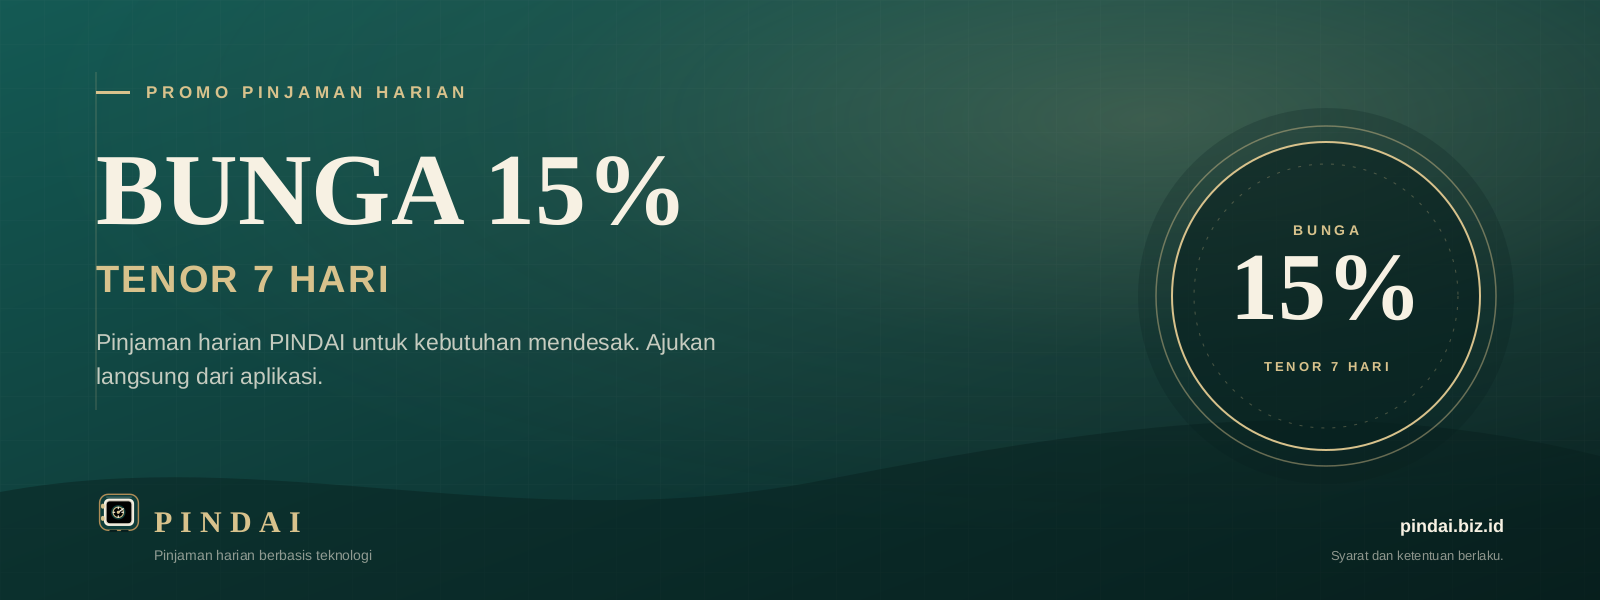 PROMO PINJAMAN HARIAN
BUNGA 15%
TENOR 7 HARI
Pinjaman harian PINDAI untuk kebutuhan mendesak. Ajukan
langsung dari aplikasi.
BUNGA
15%
TENOR 7 HARI
PINDAI
Pinjaman harian berbasis teknologi
pindai.biz.id
Syarat dan ketentuan berlaku.